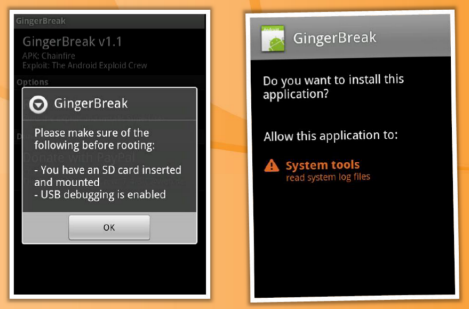 GingerBreak
GingerBreak v1.1
APK: Chainfire
Exploit: The Android Exploid Crew
Options
GingerBreak
Please make sure of the
following before rooting:
- You have an SD card inserted
and mounted
- USB debugging is enabled
OK
GingerBreak
Do you want to install this
application?
Allow this application to:
System tools
read system log files